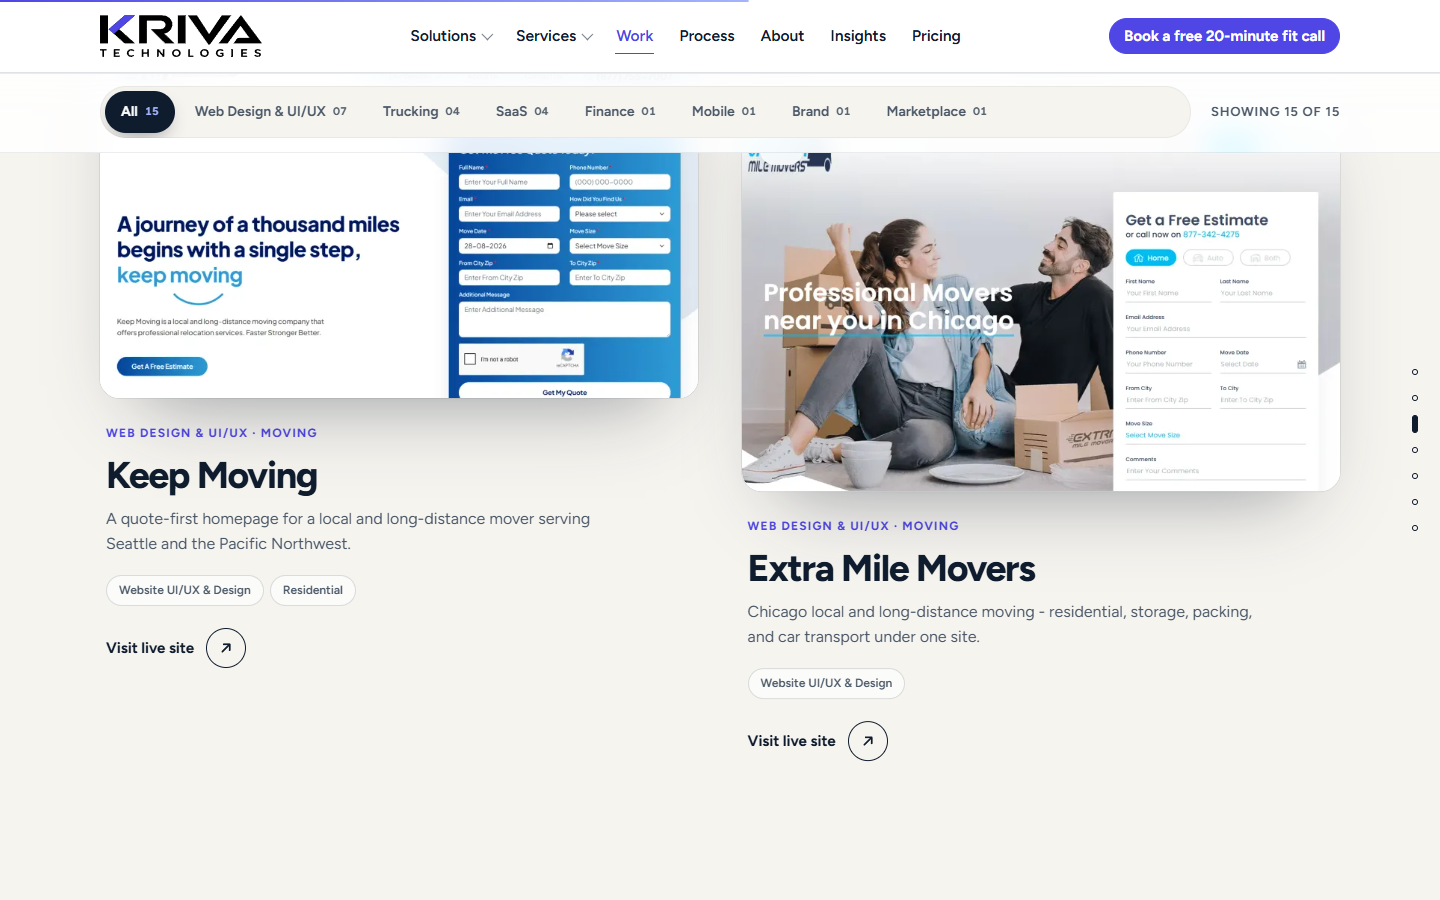 KRIVA
TECHNOLOGIES
Solutions
Services
Work
Process
About
Insights
Pricing
Book a free 20-minute fit call
All 15
Web Design & UI/UX 07
Trucking 04
SaaS 04
Finance 01
Mobile 01
Brand 01
Marketplace 01
SHOWING 15 OF 15
A journey of a thousand miles
begins with a single step,
keep moving
Keep Moving is a local and long-distance moving company that
offers professional relocation services. Faster Stronger Better.
Get A Free Estimate
Full Name
Phone Number
Enter Your Full Name
(000) 000-0000
Email
How Did You Find Us
Enter Your Email Address
Please select
Move Date
Move Size
28-08-2026
Select Move Size
From City Zip
To City Zip
Enter From City Zip
Enter To City Zip
Additional Message
Enter Additional Message
I'm not a robot
reCAPTCHA
Get My Quote
WEB DESIGN & UI/UX · MOVING
Keep Moving
A quote-first homepage for a local and long-distance mover serving
Seattle and the Pacific Northwest.
Website UI/UX & Design
Residential
Visit live site
MILE MOVERS
Professional Movers
near you in Chicago
EXTRA
MILE MOVERS
Get a Free Estimate
or call now on 877-342-4275
Home
Auto
Both
First Name
Last Name
Your First Name
Your Last Name
Email Address
Your Email Address
Phone Number
Move Date
Your Phone Number
Select Date
From City
To City
Enter From City Zip
Enter To City Zip
Move Size
Select Move Size
Comments
Enter Your Comments
WEB DESIGN & UI/UX · MOVING
Extra Mile Movers
Chicago local and long-distance moving - residential, storage, packing,
and car transport under one site.
Website UI/UX & Design
Visit live site